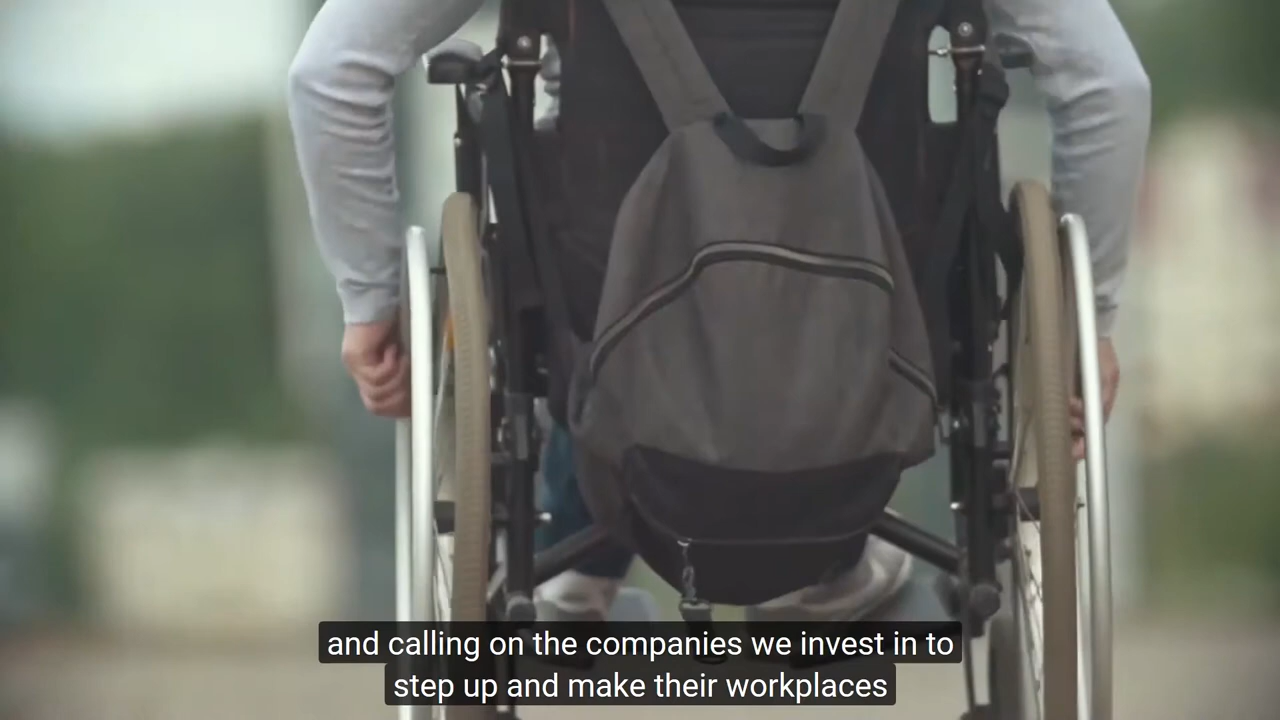 and calling on the companies we invest in to
step up and make their workplaces